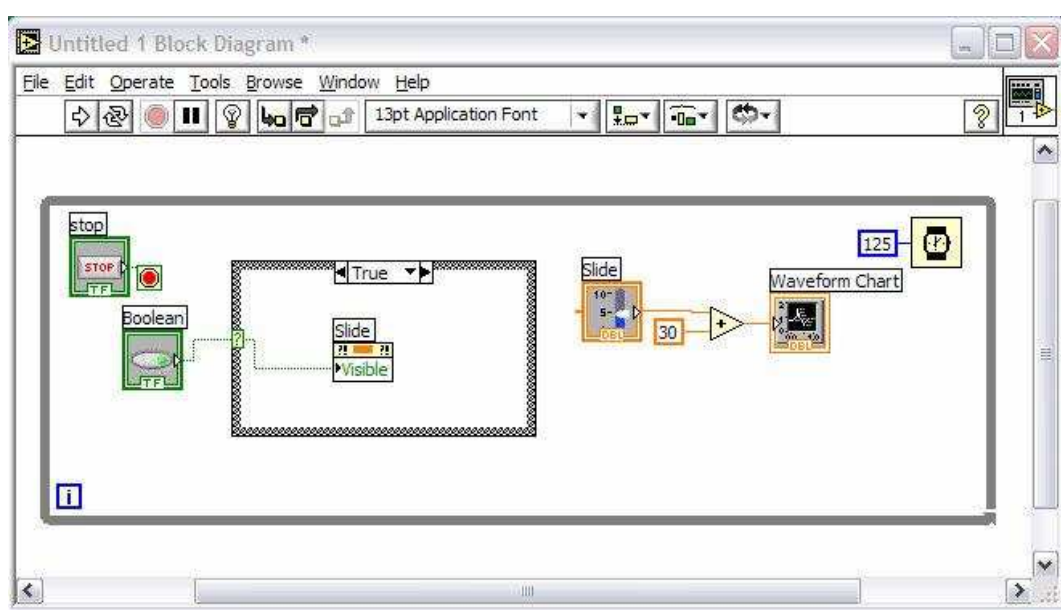 Untitled 1 Block Diagram *
File Edit Operate Tools Browse Window Help
13pt Application Font
?
1
stop
STOP
TF
Boolean
TF
True
?
Slide
?! ?!
Visible
Slide
10-
5-
DBL
30
+
125
Waveform Chart
DBL
i